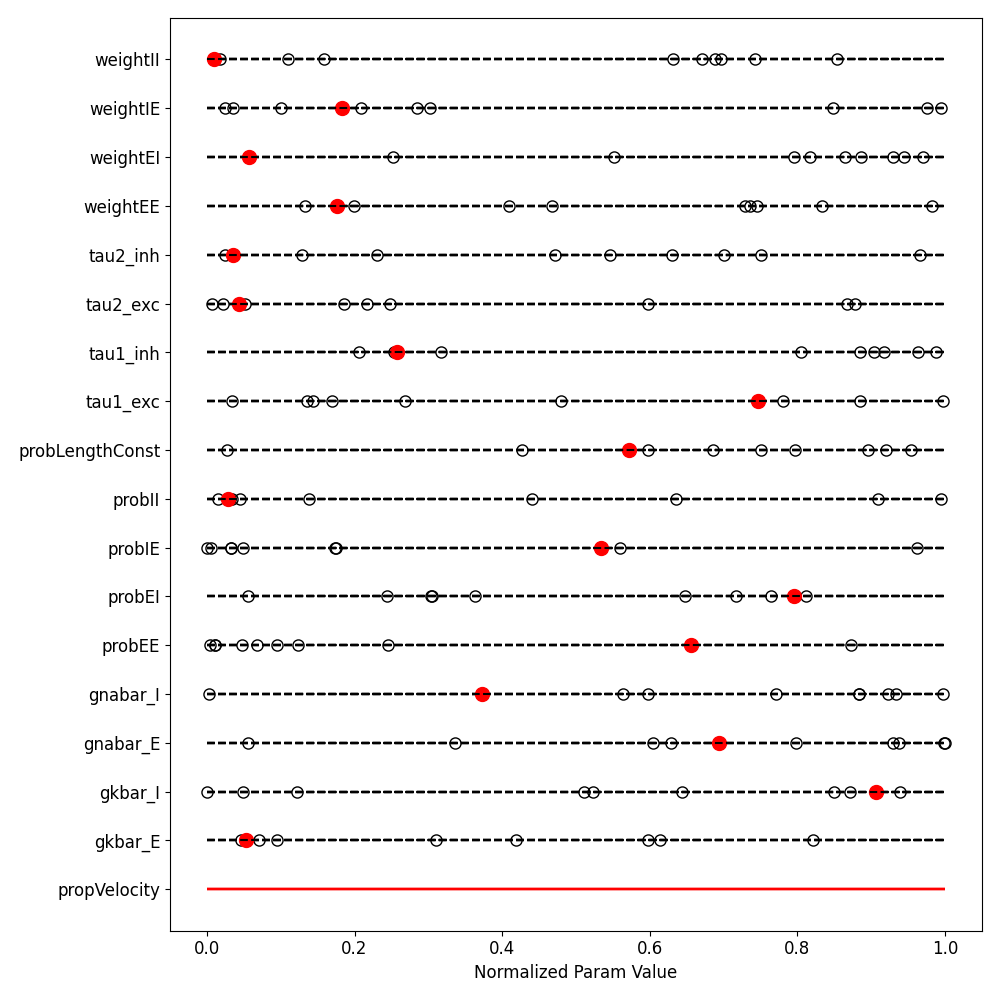 weightII
weightIE
weightEI
weightEE
tau2_inh
tau2_exc
tau1_inh
tau1_exc
probLengthConst
probII
probIE
probEI
probEE
gnabar_I
gnabar_E
gkbar_I
gkbar_E
propVelocity
0.0 0.2 0.4 0.6 0.8 1.0
Normalized Param Value